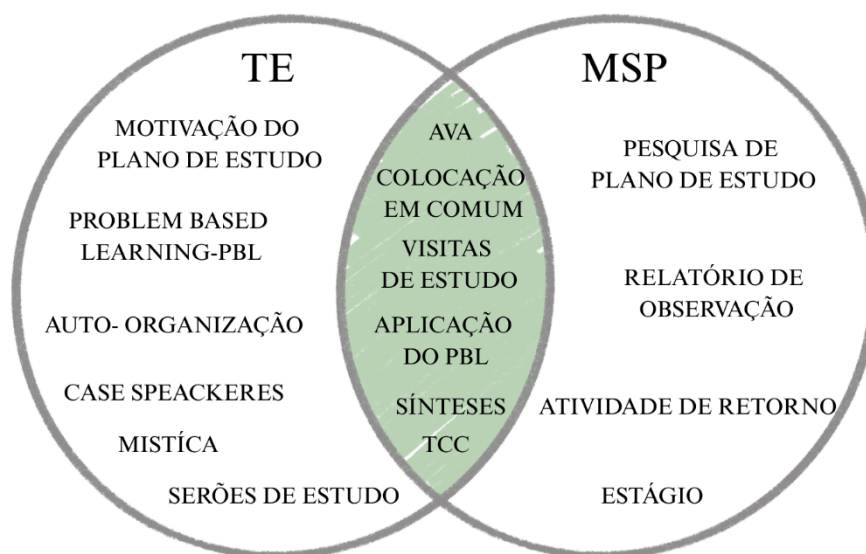 TE
MOTIVAÇÃO DO
PLANO DE ESTUDO
PROBLEM BASED
LEARNING-PBL
AUTO- ORGANIZAÇÃO
CASE SPEACKERES
MISTÍCA
SERÕES DE ESTUDO
AVA
COLOCAÇÃO
EM COMUM
VISITAS
DE ESTUDO
APLICAÇÃO
DO PBL
SÍNTESES
TCC
MSP
PESQUISA DE
PLANO DE ESTUDO
RELATÓRIO DE
OBSERVAÇÃO
ATIVIDADE DE RETORNO
ESTÁGIO